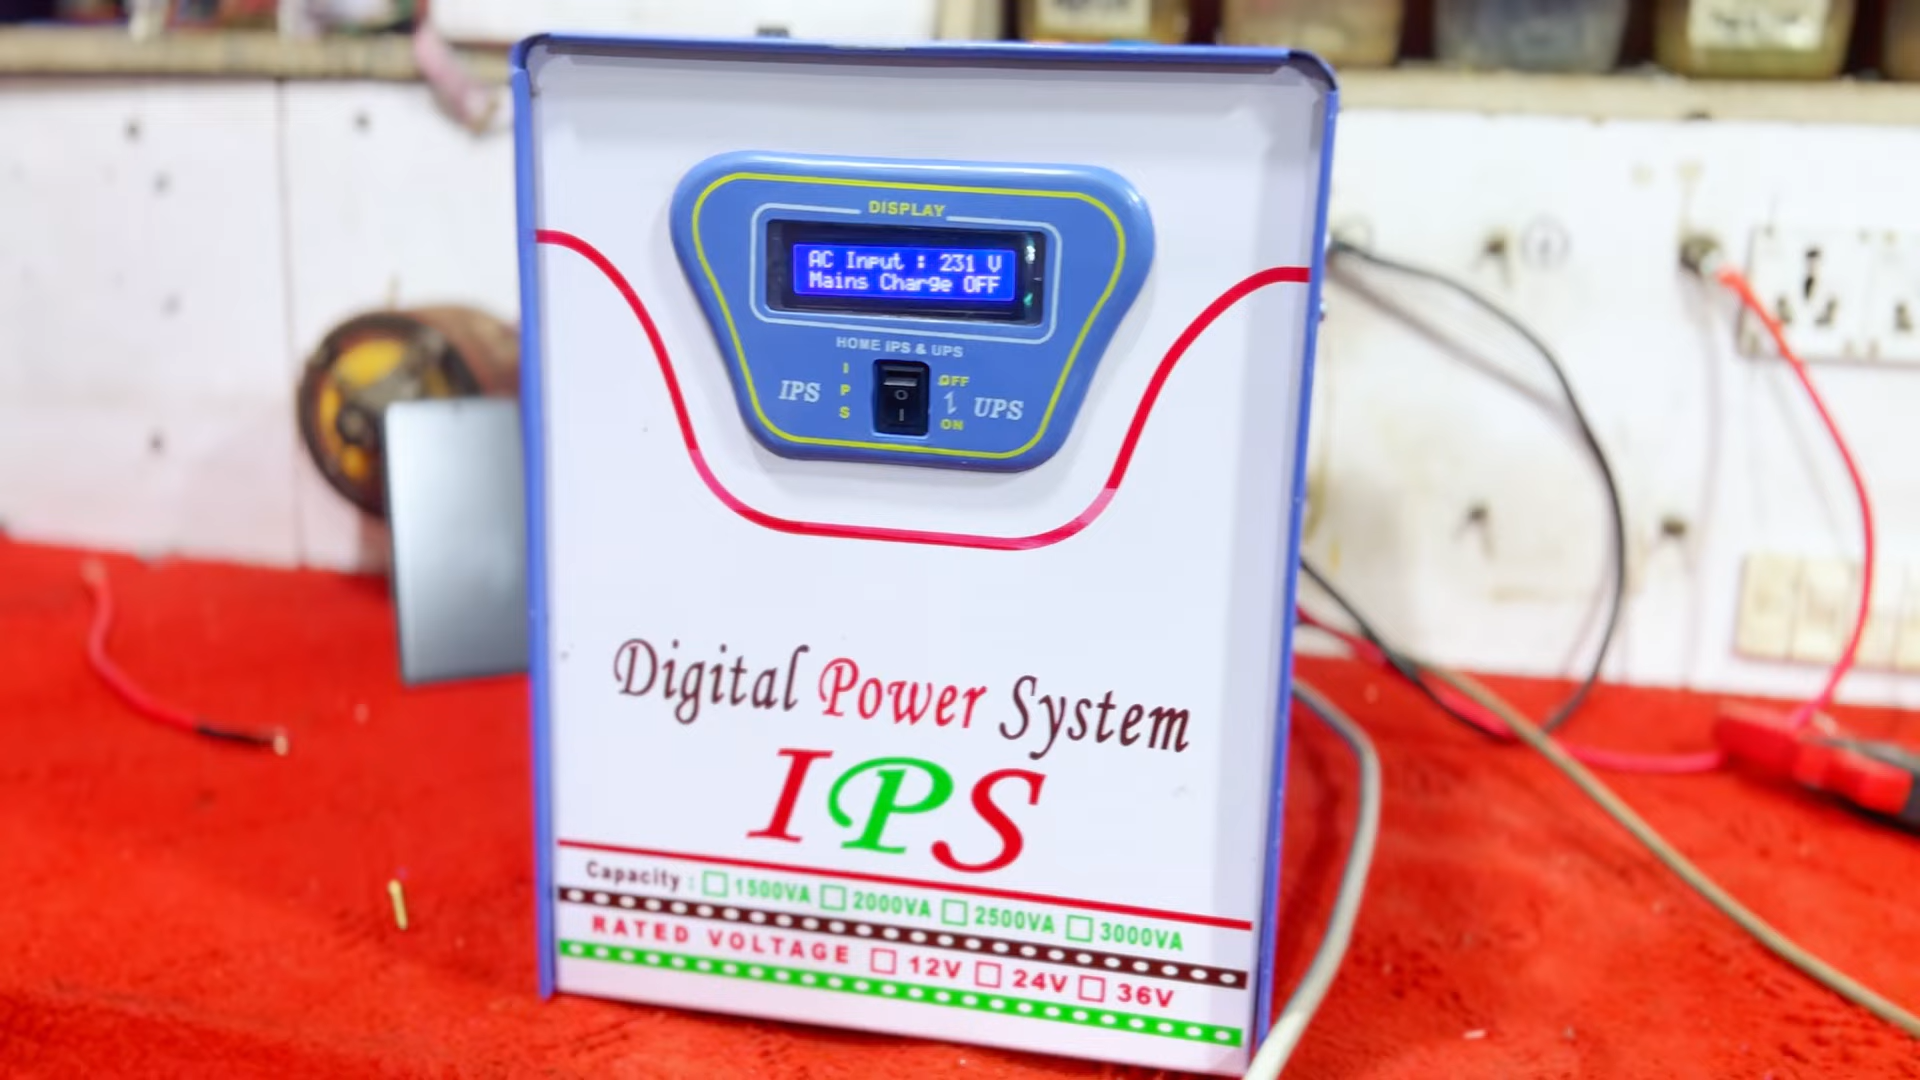 DISPLAY
AC Input : 231 V
Mains Charge OFF
HOME IPS & UPS
IPS
I
P
S
O
I
OFF
ON
UPS
Digital Power System
IPS
Capacity : 1500VA 2000VA 2500VA 3000VA
RATED VOLTAGE 12V 24V 36V